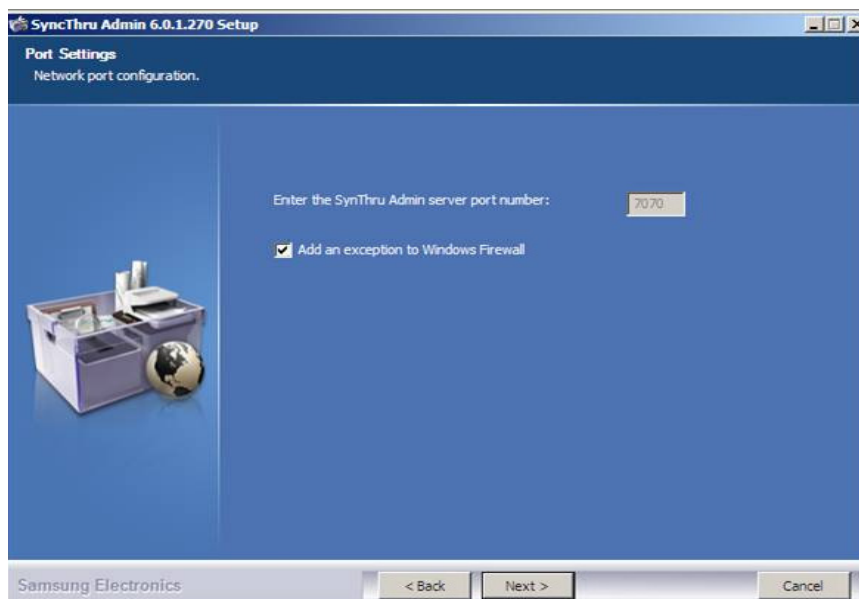 SyncThru Admin 6.0.1.270 Setup
Port Settings
Network port configuration.
Enter the SynThru Admin server port number: 7070
Add an exception to Windows Firewall
Samsung Electronics
< Back Next > Cancel